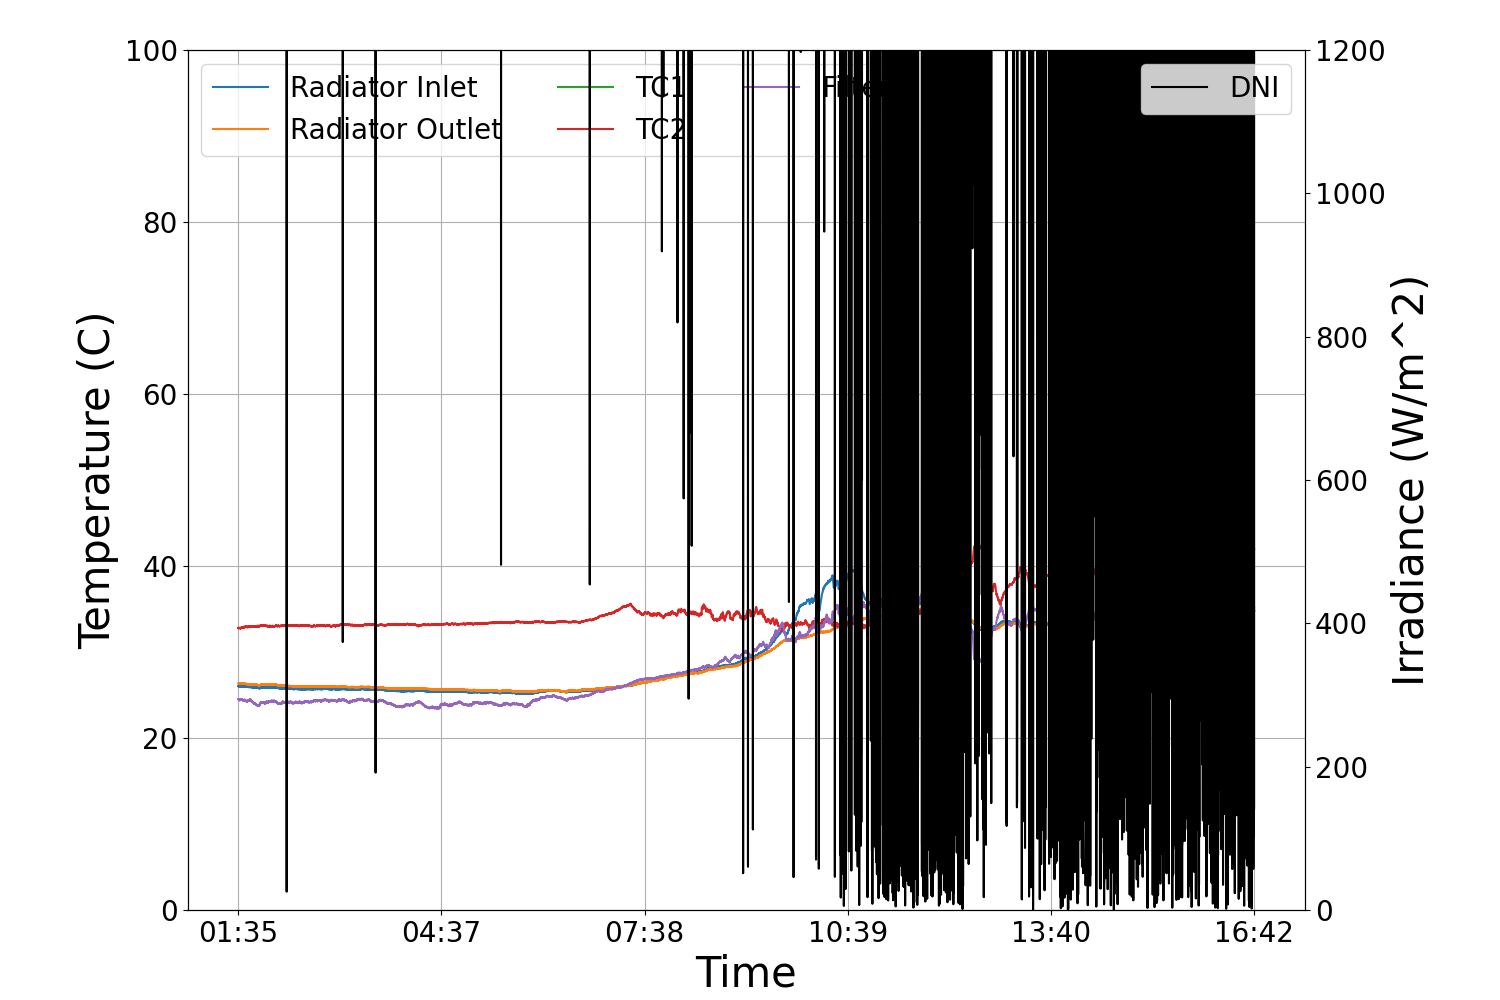 100
80
60
40
20
0
Temperature (C)
Radiator Inlet
Radiator Outlet
TC1
TC2
DNI
1200
1000
800
600
400
200
0
Irradiance (W/m^2)
01:35 04:37 07:38 10:39 13:40 16:42
Time